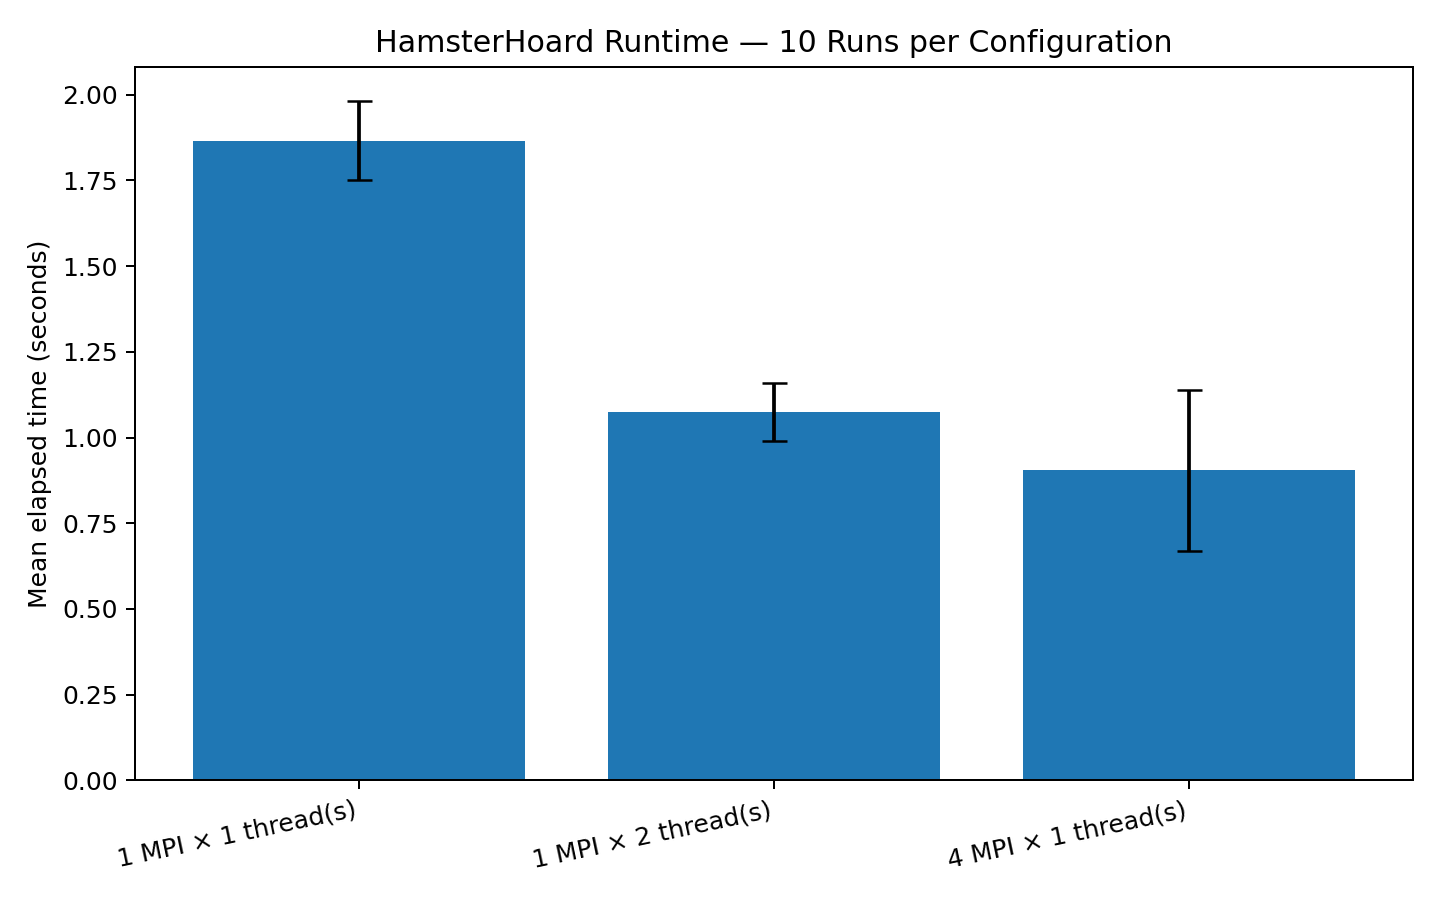 HamsterHoard Runtime — 10 Runs per Configuration
Mean elapsed time (seconds)
2.00
1.75
1.50
1.25
1.00
0.75
0.50
0.25
0.00
1 MPI × 1 thread(s)
1 MPI × 2 thread(s)
4 MPI × 1 thread(s)